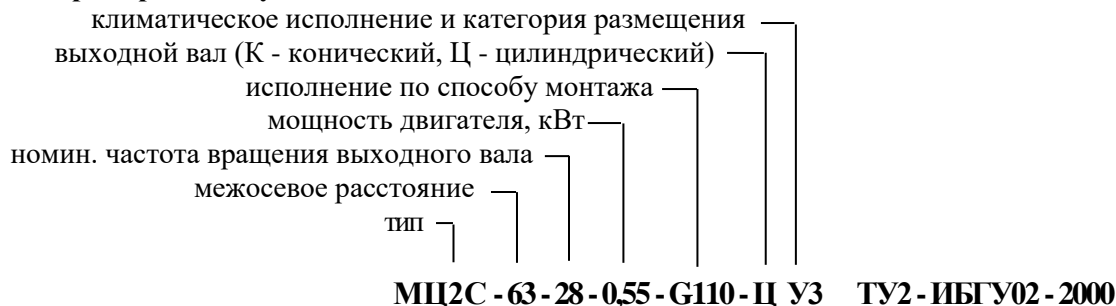 климатическое исполнение и категория размещения
выходной вал (К - конический, Ц - цилиндрический)
исполнение по способу монтажа
мощность двигателя, кВт
номин. частота вращения выходного вала
межосевое расстояние
тип
МЦ2С - 63 - 28 - 0,55 - G110 - Ц У3 ТУ2 - ИБГУ02 - 2000